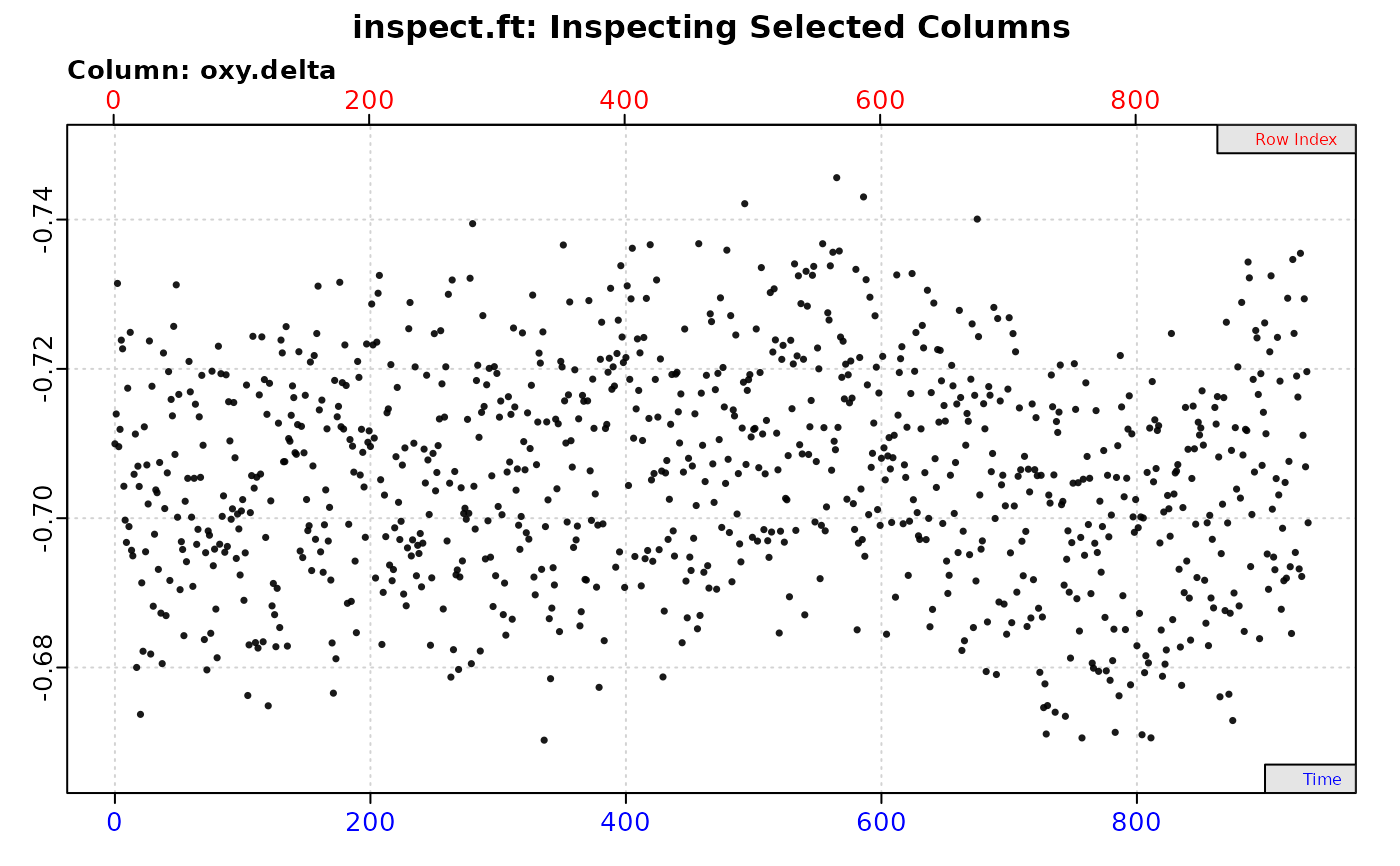 inspect.ft: Inspecting Selected Columns
Column: oxy.delta
0 200 400 600 800
Row Index
-0.74
-0.72
-0.70
-0.68
Time
0 200 400 600 800